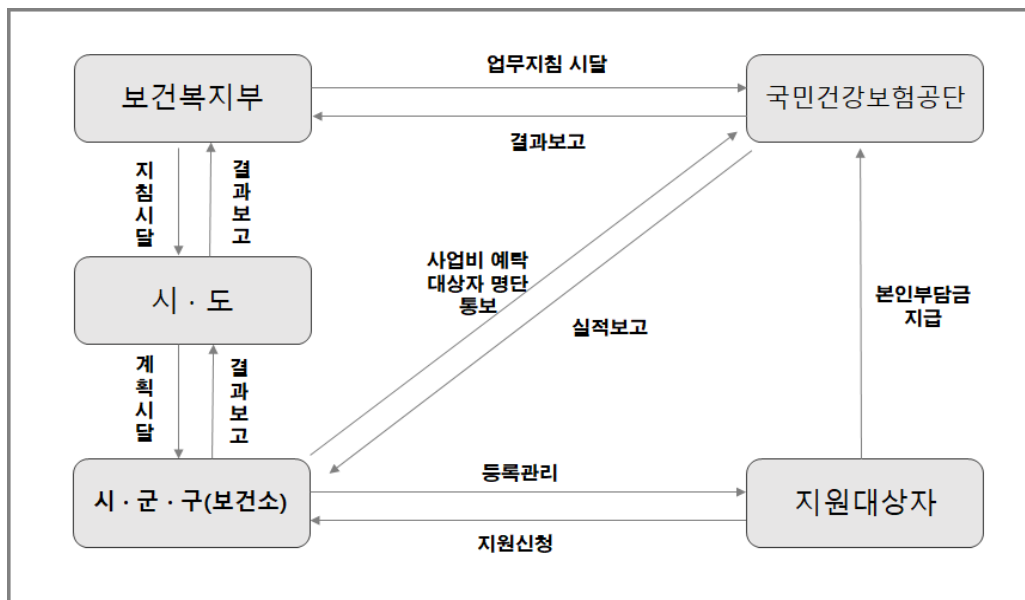 보건복지부
업무지침 시달
국민건강보험공단
결과보고
지
침
시
달
결
과
보
고
시 · 도
사업비 예탁
대상자 명단
통보
실적보고
본인부담금
지급
계
획
시
달
결
과
보
고
시 · 군 · 구(보건소)
등록관리
지원대상자
지원신청